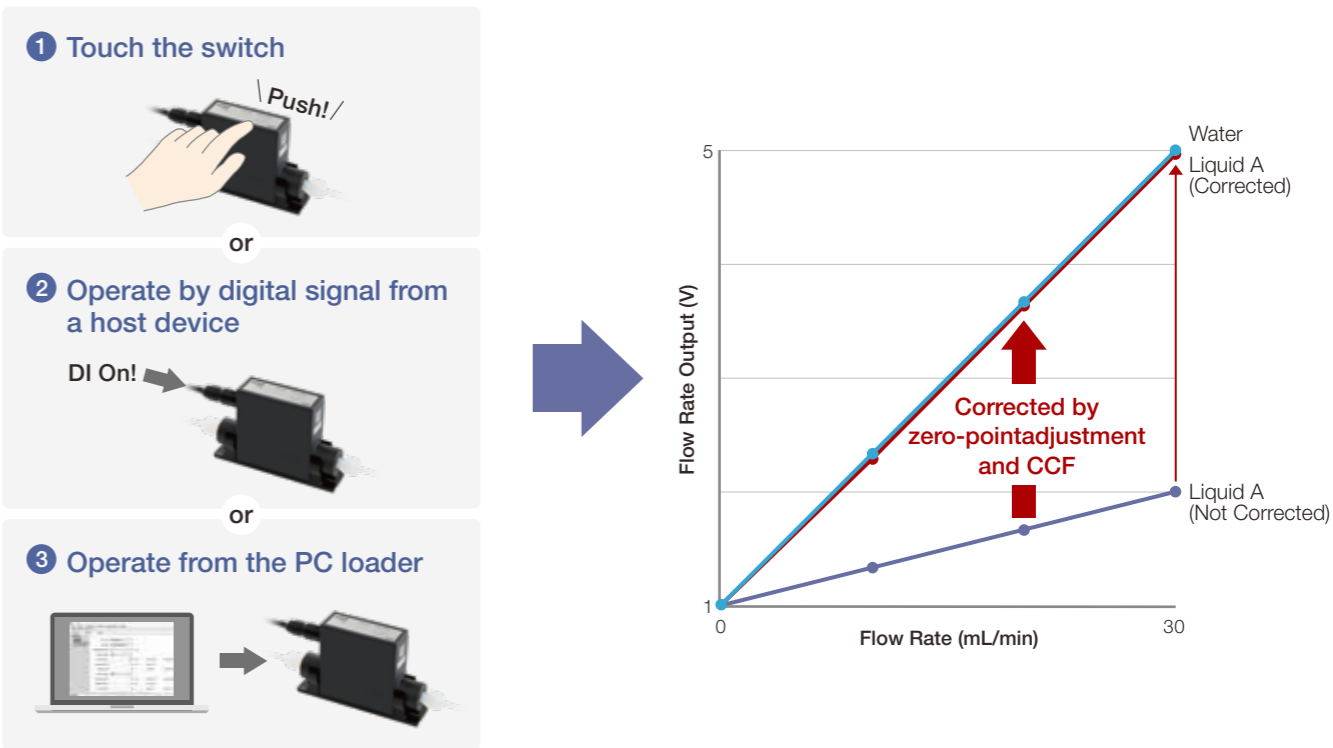 1 Touch the switch
Push!
or
2 Operate by digital signal from
a host device
DI On!
or
3 Operate from the PC loader
Flow Rate Output (V)
5
1
0
30
Flow Rate (mL/min)
Water
Liquid A
(Corrected)
Corrected by
zero-pointadjustment
and CCF
Liquid A
(Not Corrected)